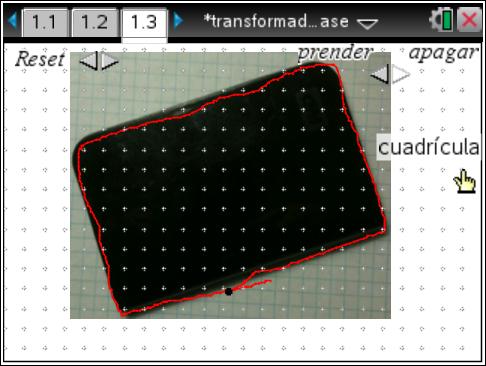 1.1 1.2 1.3 *transformad...ase
Reset prender apagar
cuadrícula